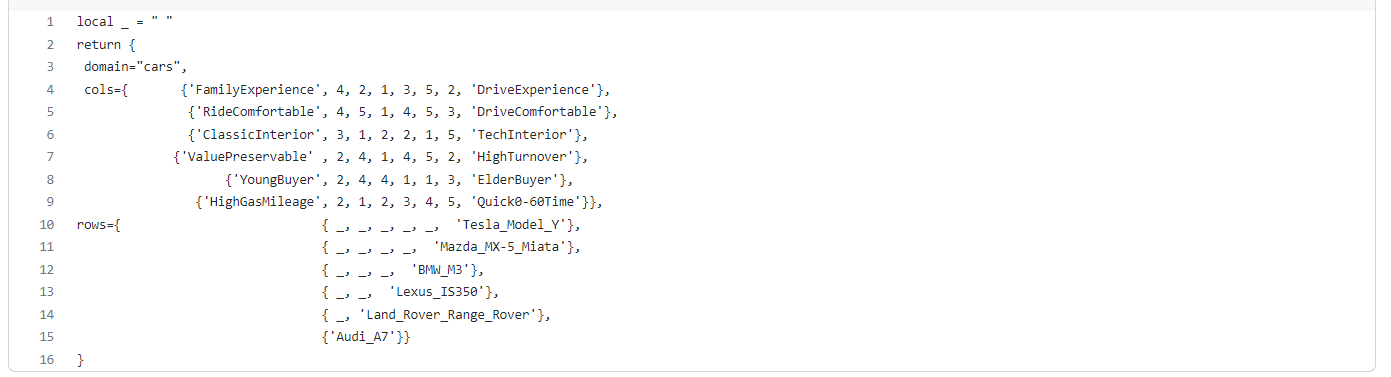 1 local _ = " "
2 return {
3 domain="cars",
4 cols={ {'FamilyExperience', 4, 2, 1, 3, 5, 2, 'DriveExperience'},
5 {'RideComfortable', 4, 5, 1, 4, 5, 3, 'DriveComfortable'},
6 {'ClassicInterior', 3, 1, 2, 2, 1, 5, 'TechInterior'},
7 {'ValuePreservable' , 2, 4, 1, 4, 5, 2, 'HighTurnover'},
8 {'YoungBuyer', 2, 4, 4, 1, 1, 3, 'ElderBuyer'},
9 {'HighGasMileage', 2, 1, 2, 3, 4, 5, 'Quick0-60Time'}},
10 rows={ { _, _, _, _, _, 'Tesla_Model_Y'},
11 { _, _, _, _, 'Mazda_MX-5_Miata'},
12 { _, _, _, 'BMW_M3'},
13 { _, _, 'Lexus_IS350'},
14 { _, 'Land_Rover_Range_Rover'},
15 {'Audi_A7'}}
16 }